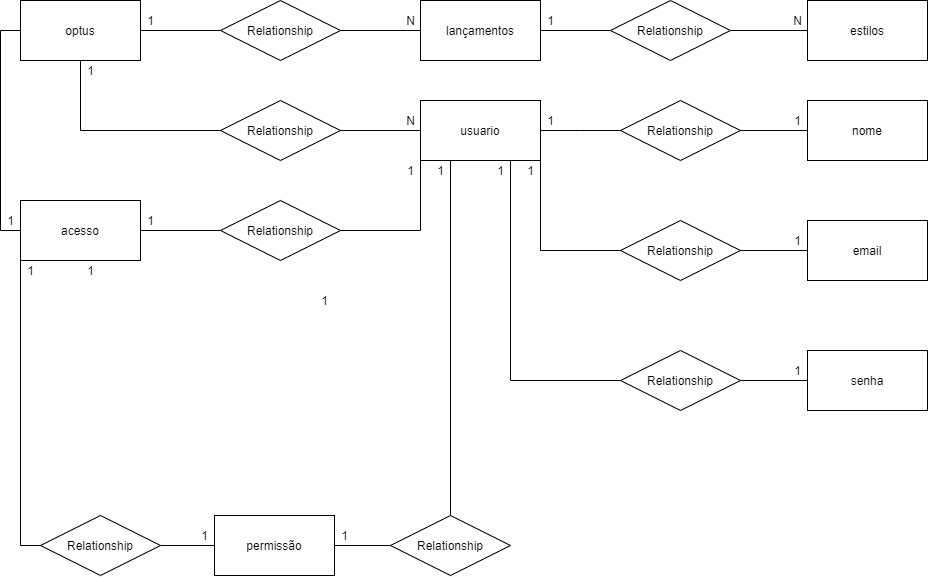 optus
1
Relationship
N
lançamentos
1
Relationship
N
estilos
1
Relationship
N
usuario
1
Relationship
1
nome
1
1
1
1
1
acesso
1
Relationship
1
1
1
Relationship
1
email
1
Relationship
1
senha
Relationship
1
permissão
1
Relationship